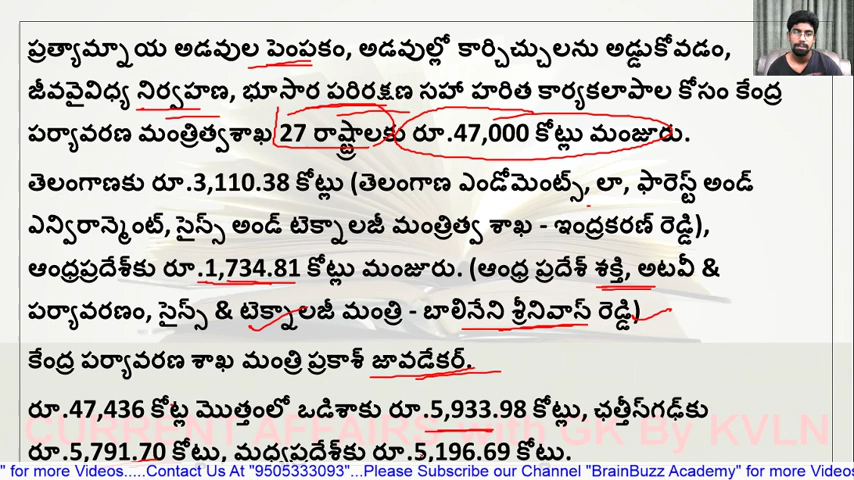 ప్రత్యామ్నాయ అడవుల పెంపకం, అడవుల్లో కార్చిచ్చులను అడ్డుకోవడం,
జీవవైవిధ్య నిర్వహణ, భూసార పరిరక్షణ సహా హరిత కార్యకలాపాల కోసం కేంద్ర
పర్యావరణ మంత్రిత్వశాఖ 27 రాష్ట్రాలకు రూ.47,000 కోట్లు మంజూరు.
తెలంగాణకు రూ.3,110.38 కోట్లు (తెలంగాణ ఎండోమెంట్స్, లా, ఫారెస్ట్ అండ్
ఎన్విరాన్మెంట్, సైన్స్ అండ్ టెక్నాలజీ మంత్రిత్వ శాఖ - ఇంద్రకరణ్ రెడ్డి),
ఆంధ్రప్రదేశ్‌కు రూ.1,734.81 కోట్లు మంజూరు. (ఆంధ్ర ప్రదేశ్ శక్తి, అటవీ &
పర్యావరణం, సైన్స్ & టెక్నాలజీ మంత్రి - బాలినేని శ్రీనివాస్ రెడ్డి)
కేంద్ర పర్యావరణ శాఖ మంత్రి ప్రకాశ్ జావడేకర్.
రూ.47,436 కోట్ల మొత్తంలో ఒడిశాకు రూ.5,933.98 కోట్లు, ఛత్తీస్‌గఢ్‌కు
రూ.5,791.70 కోట్లు, మధ్యప్రదేశ్‌కు రూ.5,196.69 కోట్లు.
CURRENT AFFAIRS with GK By KVLN
" for more Videos.....Contact Us At "9505333093"...Please Subscribe our Channel "BrainBuzz Academy" for more Videos